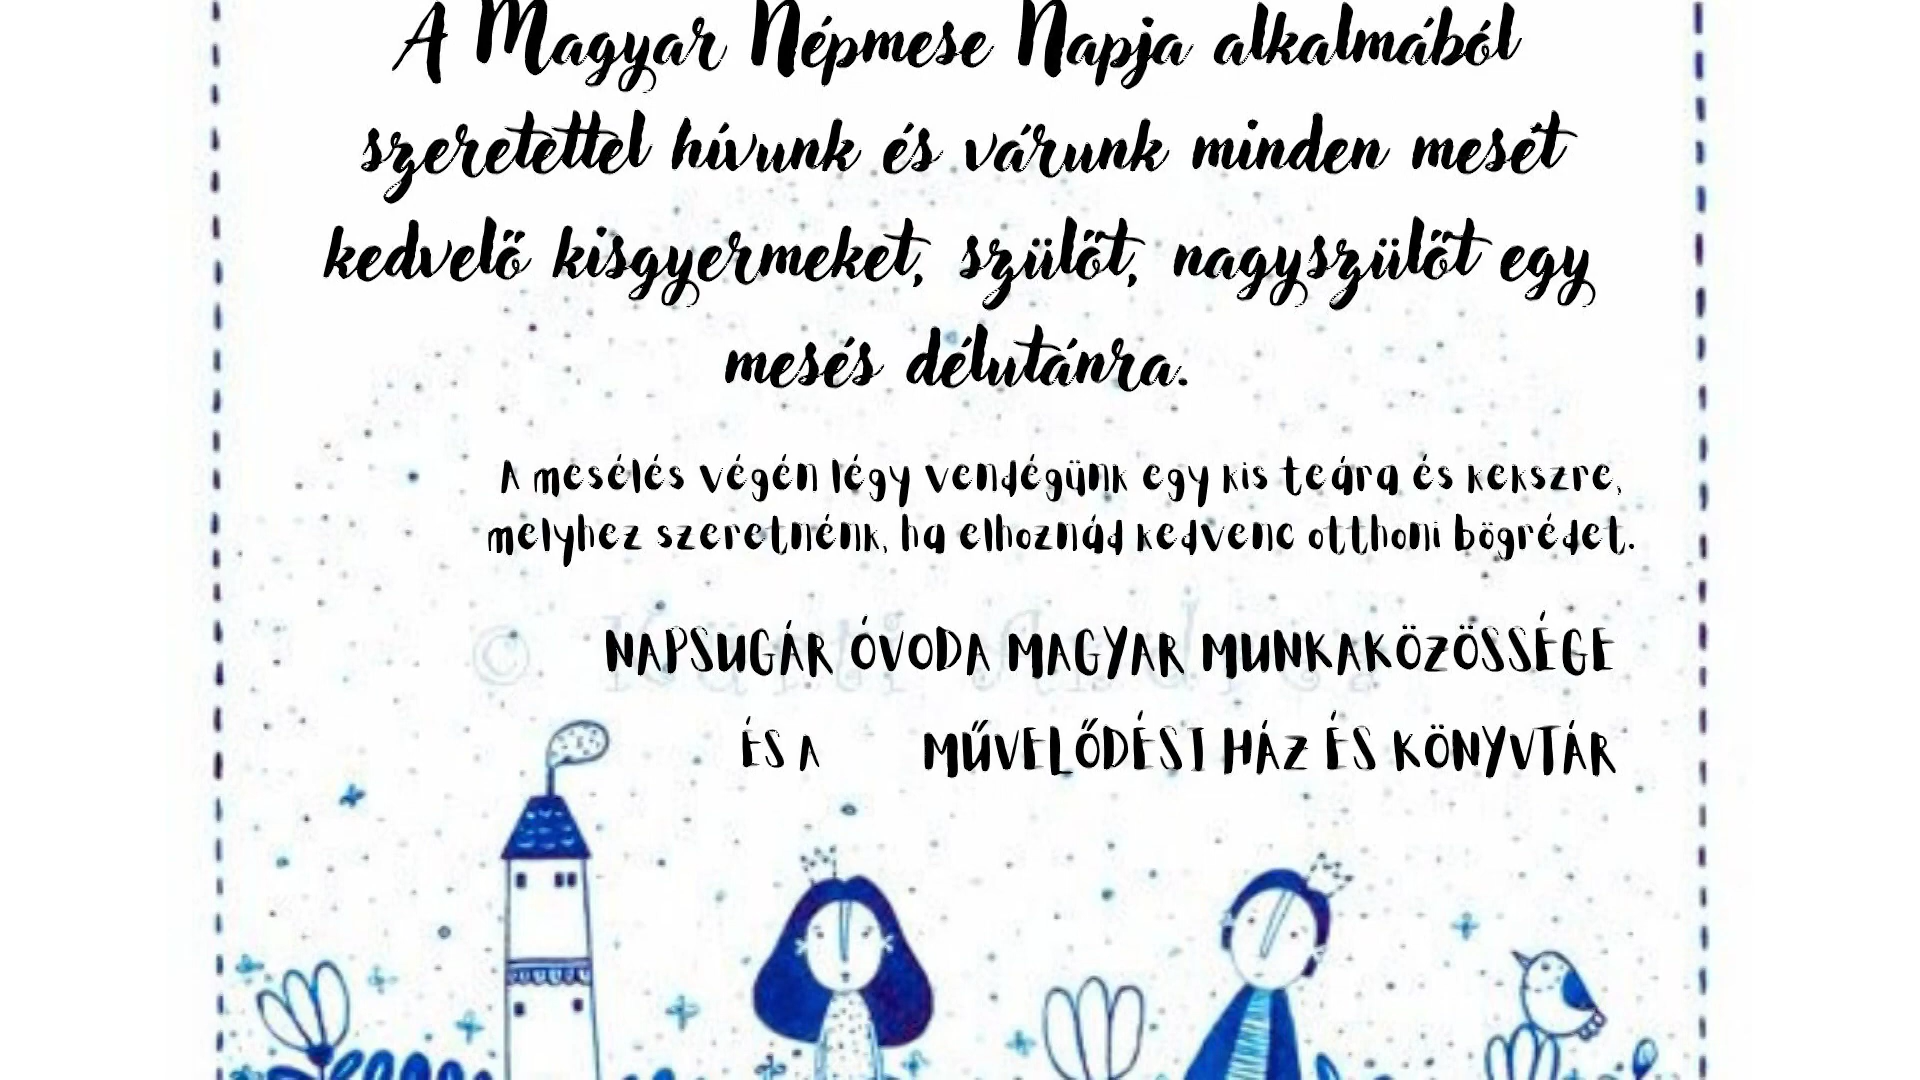 A Magyar Népmese Napja alkalmából
szeretettel hívunk és várunk minden mesét
kedvelő kisgyermeket, szülőt, nagyszülőt egy
mesés délutánra.
A mesélés végén légy vendégünk egy kis teára és kekszre,
melyhez szeretnénk, ha elhoznád kedvenc otthoni bögrédet.
© Kürti Andrea
NAPSUGÁR ÓVODA MAGYAR MUNKAKÖZÖSSÉGE
ÉS A MŰVELŐDÉSI HÁZ ÉS KÖNYVTÁR